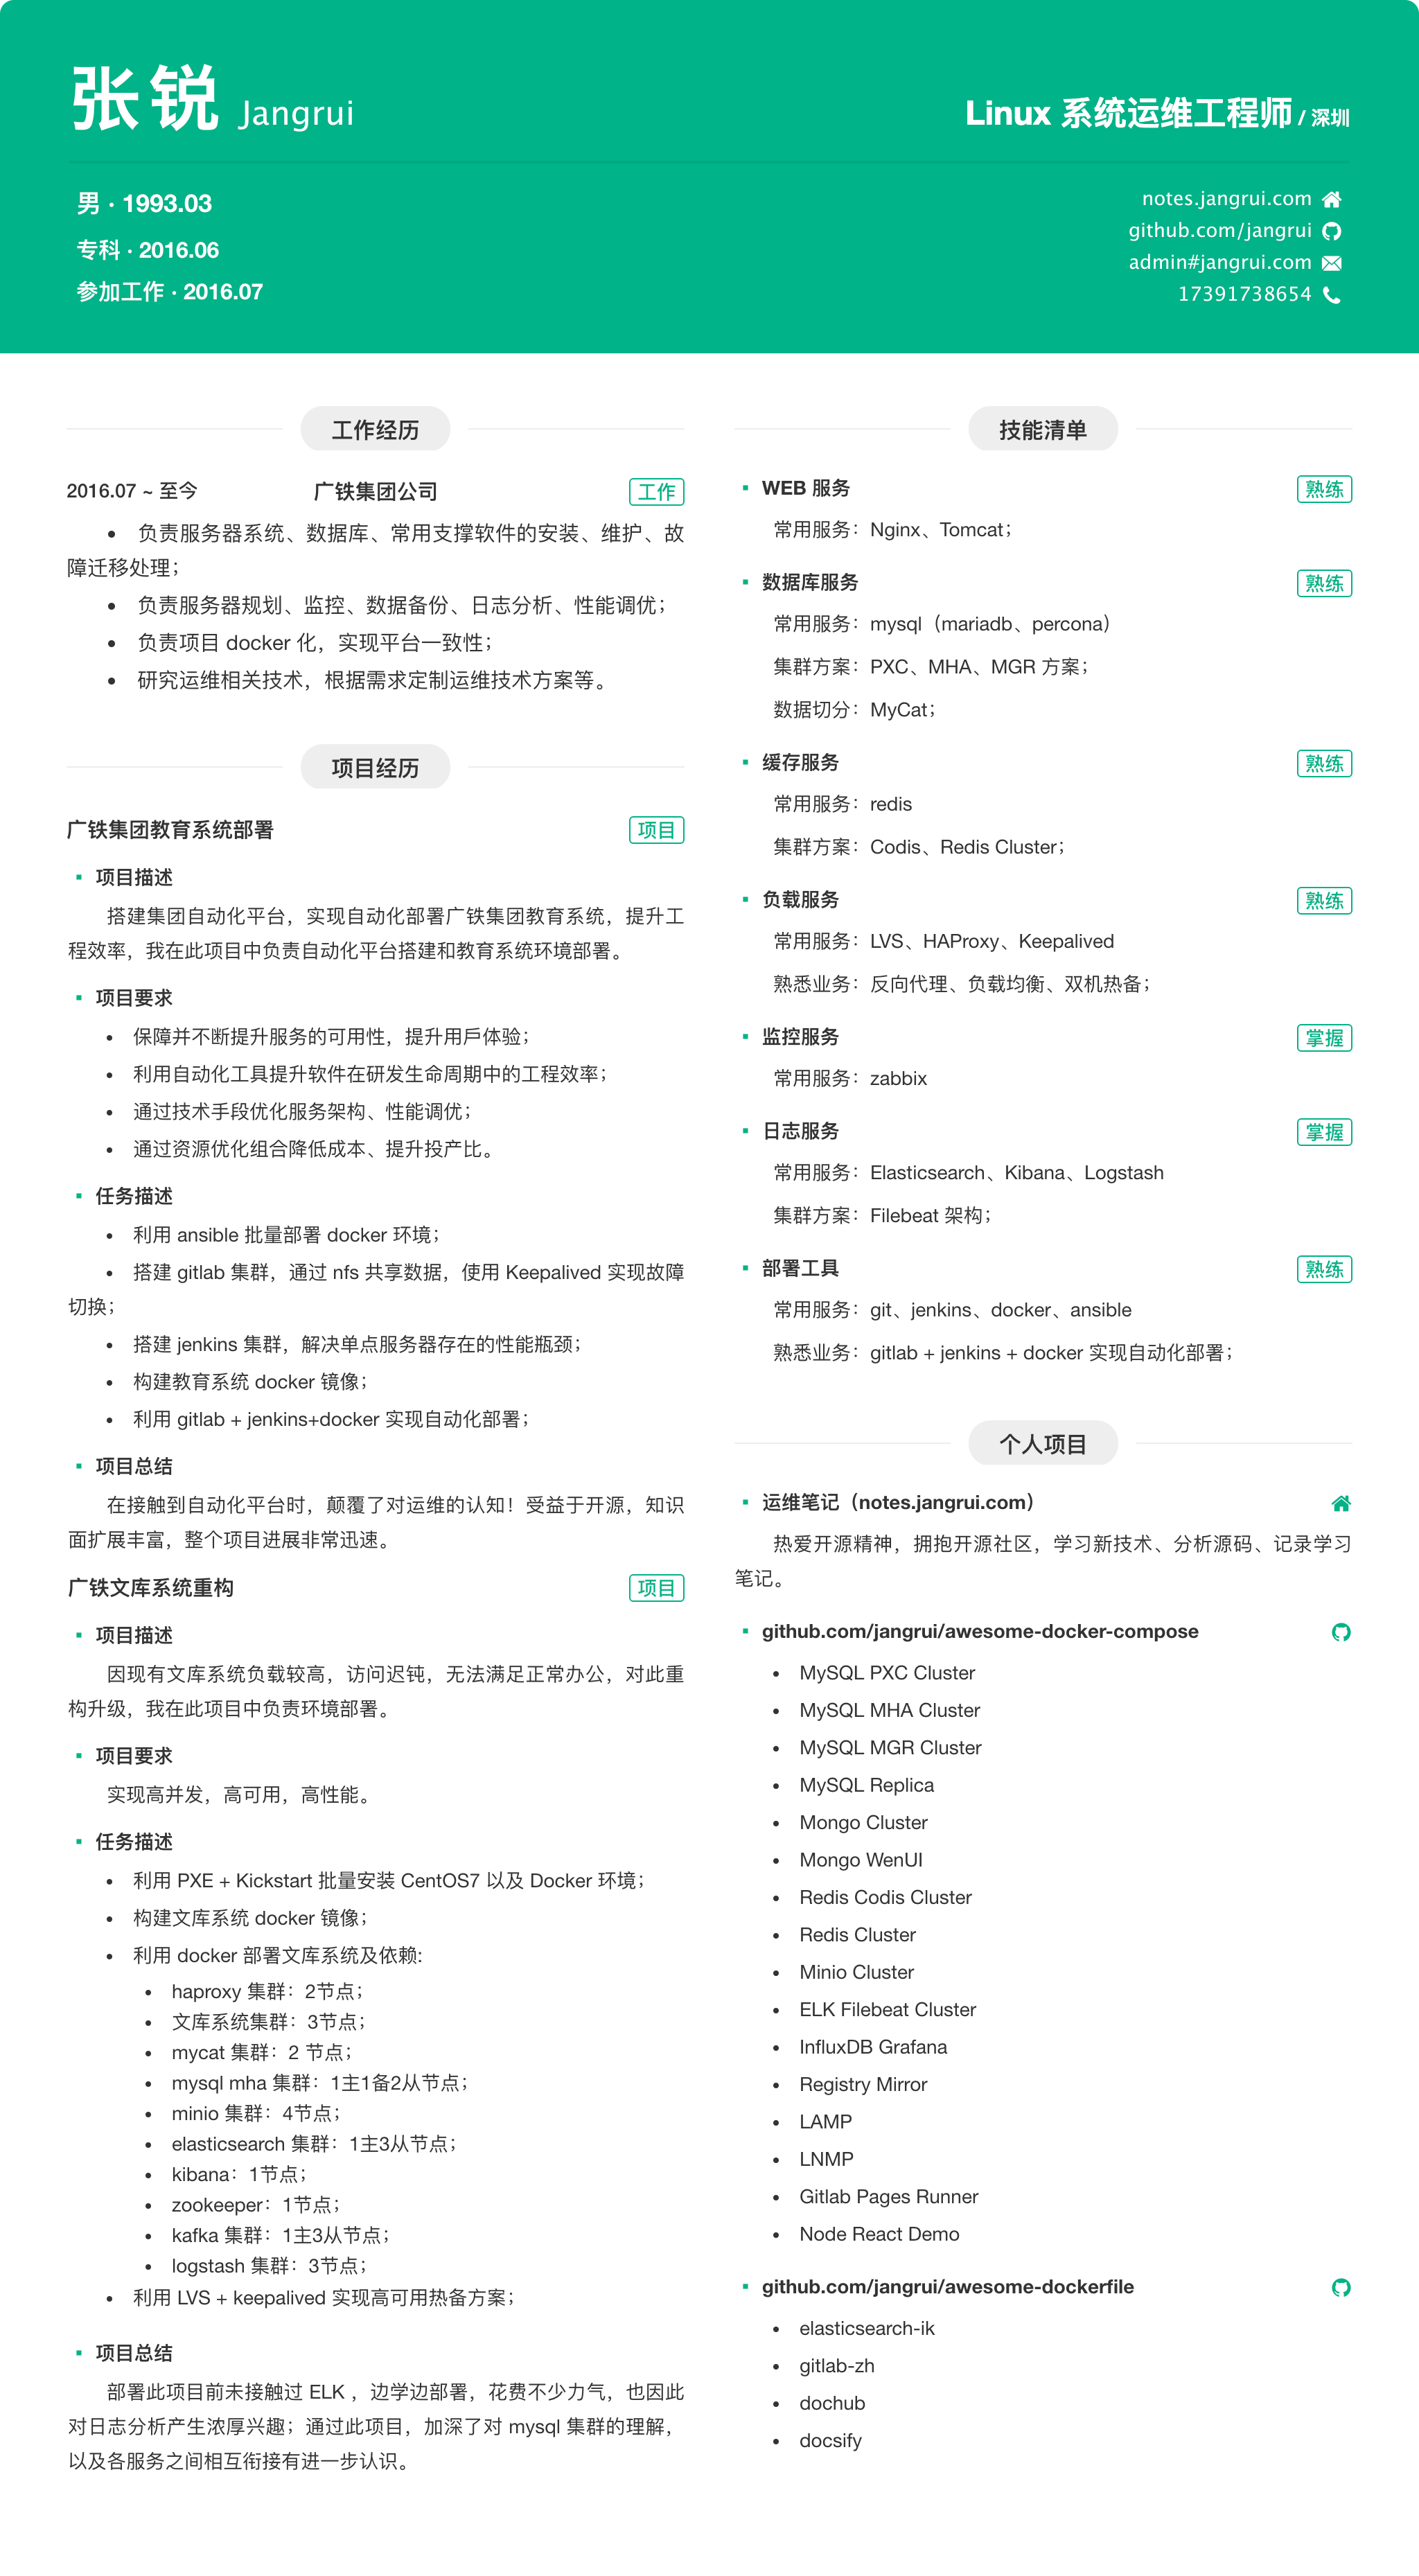 张锐 Jangrui
Linux 系统运维工程师 / 深圳
男 · 1993.03
专科 · 2016.06
参加工作 · 2016.07
notes.jangrui.com
github.com/jangrui
admin#jangrui.com
17391738654
工作经历
2016.07 ~ 至今 广铁集团公司 工作
• 负责服务器系统、数据库、常用支撑软件的安装、维护、故
障迁移处理；
• 负责服务器规划、监控、数据备份、日志分析、性能调优；
• 负责项目 docker 化，实现平台一致性；
• 研究运维相关技术，根据需求定制运维技术方案等。
项目经历
广铁集团教育系统部署 项目
项目描述
搭建集团自动化平台，实现自动化部署广铁集团教育系统，提升工
程效率，我在此项目中负责自动化平台搭建和教育系统环境部署。
项目要求
• 保障并不断提升服务的可用性，提升用戶体验；
• 利用自动化工具提升软件在研发生命周期中的工程效率；
• 通过技术手段优化服务架构、性能调优；
• 通过资源优化组合降低成本、提升投产比。
任务描述
• 利用 ansible 批量部署 docker 环境；
• 搭建 gitlab 集群，通过 nfs 共享数据，使用 Keepalived 实现故障
切换；
• 搭建 jenkins 集群，解决单点服务器存在的性能瓶颈；
• 构建教育系统 docker 镜像；
• 利用 gitlab + jenkins+docker 实现自动化部署；
项目总结
在接触到自动化平台时，颠覆了对运维的认知！受益于开源，知识
面扩展丰富，整个项目进展非常迅速。
广铁文库系统重构 项目
项目描述
因现有文库系统负载较高，访问迟钝，无法满足正常办公，对此重
构升级，我在此项目中负责环境部署。
项目要求
实现高并发，高可用，高性能。
任务描述
• 利用 PXE + Kickstart 批量安装 CentOS7 以及 Docker 环境；
• 构建文库系统 docker 镜像；
• 利用 docker 部署文库系统及依赖:
• haproxy 集群：2节点；
• 文库系统集群：3节点；
• mycat 集群：2 节点；
• mysql mha 集群：1主1备2从节点；
• minio 集群：4节点；
• elasticsearch 集群：1主3从节点；
• kibana：1节点；
• zookeeper：1节点；
• kafka 集群：1主3从节点；
• logstash 集群：3节点；
• 利用 LVS + keepalived 实现高可用热备方案；
项目总结
部署此项目前未接触过 ELK ，边学边部署，花费不少力气，也因此
对日志分析产生浓厚兴趣；通过此项目，加深了对 mysql 集群的理解，
以及各服务之间相互衔接有进一步认识。
技能清单
WEB 服务 熟练
常用服务：Nginx、Tomcat；
数据库服务 熟练
常用服务：mysql（mariadb、percona）
集群方案：PXC、MHA、MGR 方案；
数据切分：MyCat；
缓存服务 熟练
常用服务：redis
集群方案：Codis、Redis Cluster；
负载服务 熟练
常用服务：LVS、HAProxy、Keepalived
熟悉业务：反向代理、负载均衡、双机热备；
监控服务 掌握
常用服务：zabbix
日志服务 掌握
常用服务：Elasticsearch、Kibana、Logstash
集群方案：Filebeat 架构；
部署工具 熟练
常用服务：git、jenkins、docker、ansible
熟悉业务：gitlab + jenkins + docker 实现自动化部署；
个人项目
运维笔记（notes.jangrui.com）
热爱开源精神，拥抱开源社区，学习新技术、分析源码、记录学习
笔记。
github.com/jangrui/awesome-docker-compose
• MySQL PXC Cluster
• MySQL MHA Cluster
• MySQL MGR Cluster
• MySQL Replica
• Mongo Cluster
• Mongo WenUI
• Redis Codis Cluster
• Redis Cluster
• Minio Cluster
• ELK Filebeat Cluster
• InfluxDB Grafana
• Registry Mirror
• LAMP
• LNMP
• Gitlab Pages Runner
• Node React Demo
github.com/jangrui/awesome-dockerfile
• elasticsearch-ik
• gitlab-zh
• dochub
• docsify